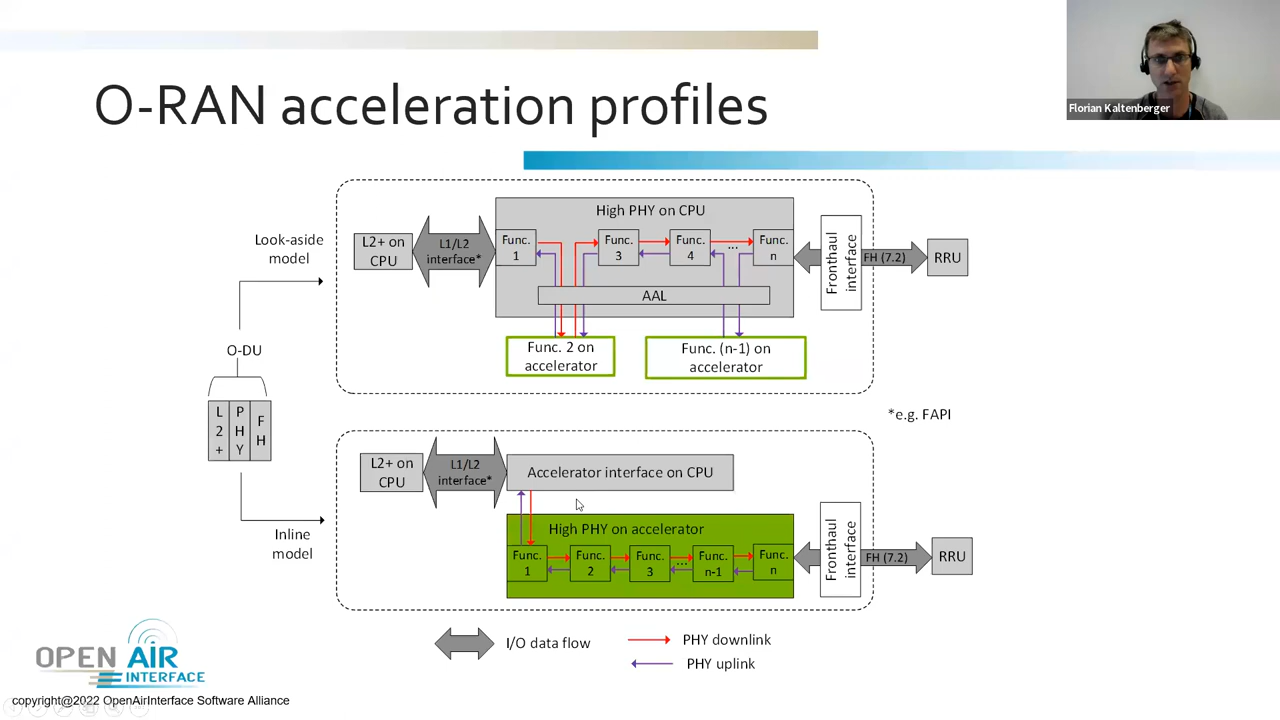 O-RAN acceleration profiles
Florian Kaltenberger
Look-aside
model
L2+ on
CPU
L1/L2
interface*
High PHY on CPU
Func.
1
Func.
3
Func.
4
...
Func.
n
AAL
Func. 2 on
accelerator
Func. (n-1) on
accelerator
Fronthaul
interface
FH (7.2)
RRU
O-DU
L
2
+
P
H
Y
F
H
*e.g. FAPI
Inline
model
L2+ on
CPU
L1/L2
interface*
Accelerator interface on CPU
High PHY on accelerator
Func.
1
Func.
2
Func.
3
...
Func.
n-1
Func.
n
Fronthaul
interface
FH (7.2)
RRU
I/O data flow
PHY downlink
PHY uplink
OPEN AIR
INTERFACE
copyright@2022 OpenAirInterface Software Alliance